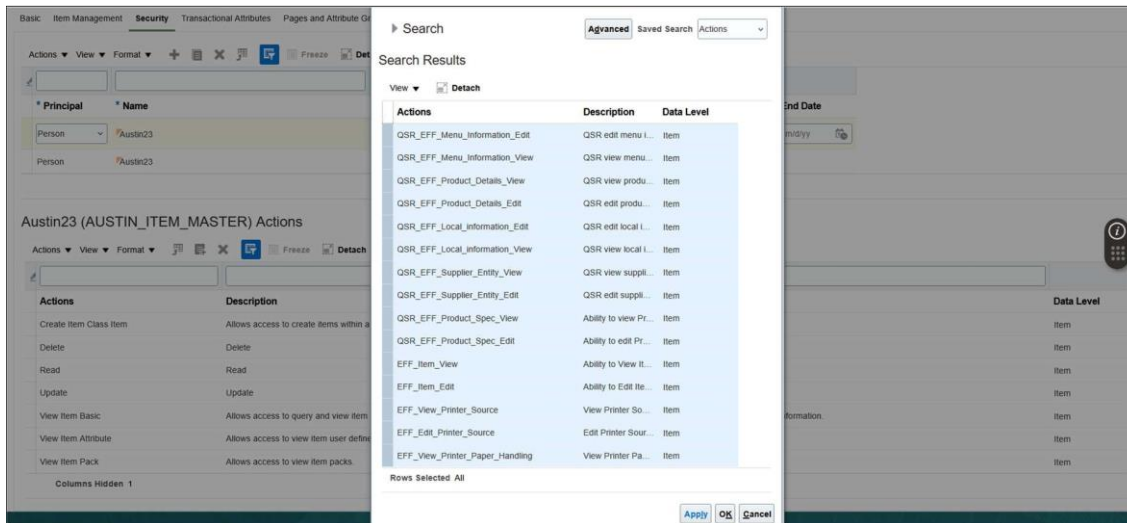 Basic Item Management Security Transactional Attributes Pages and Attribute Gr
Actions View Format Freeze Det
* Principal * Name End Date
Person Austin23 m/d/yy
Person Austin23
Austin23 (AUSTIN_ITEM_MASTER) Actions
Actions View Format Freeze Detach
Actions Description Data Level
Create Item Class Item Allows access to create items within a Item
Delete Delete Item
Read Read Item
Update Update Item
View Item Basic Allows access to query and view item formation. Item
View Item Attribute Allows access to view item user define Item
View Item Pack Allows access to view item packs. Item
Columns Hidden 1
Search Advanced Saved Search Actions
Search Results
View Detach
Actions Description Data Level
QSR_EFF_Menu_Information_Edit QSR edit menu i... Item
QSR_EFF_Menu_Information_View QSR view menu... Item
QSR_EFF_Product_Details_View QSR view produ... Item
QSR_EFF_Product_Details_Edit QSR edit produ... Item
QSR_EFF_Local_information_Edit QSR edit local i... Item
QSR_EFF_Local_information_View QSR view local i... Item
QSR_EFF_Supplier_Entity_View QSR view suppli... Item
QSR_EFF_Supplier_Entity_Edit QSR edit suppli... Item
QSR_EFF_Product_Spec_View Ability to view Pr... Item
QSR_EFF_Product_Spec_Edit Ability to edit Pr... Item
EFF_Item_View Ability to View It... Item
EFF_Item_Edit Ability to Edit Ite... Item
EFF_View_Printer_Source View Printer So... Item
EFF_Edit_Printer_Source Edit Printer Sour... Item
EFF_View_Printer_Paper_Handling View Printer Pa... Item
Rows Selected All
Apply OK Cancel